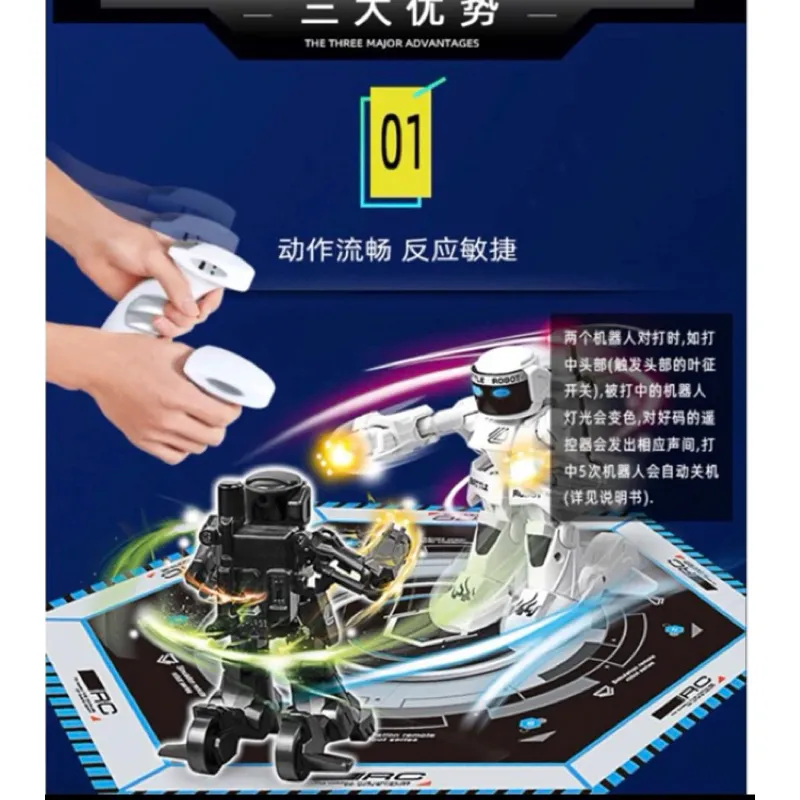 三大优势
THE THREE MAJOR ADVANTAGES
01
动作流畅 反应敏捷
两个机器人对打时,如打
中头部(触发头部的叶征
开关),被打中的机器人
灯光会变色,对好码的遥
控器会发出相应声间,打
中5次机器人会自动关机
(详见说明书).
BATTLE ROBOT
RC
RC
RC
RC